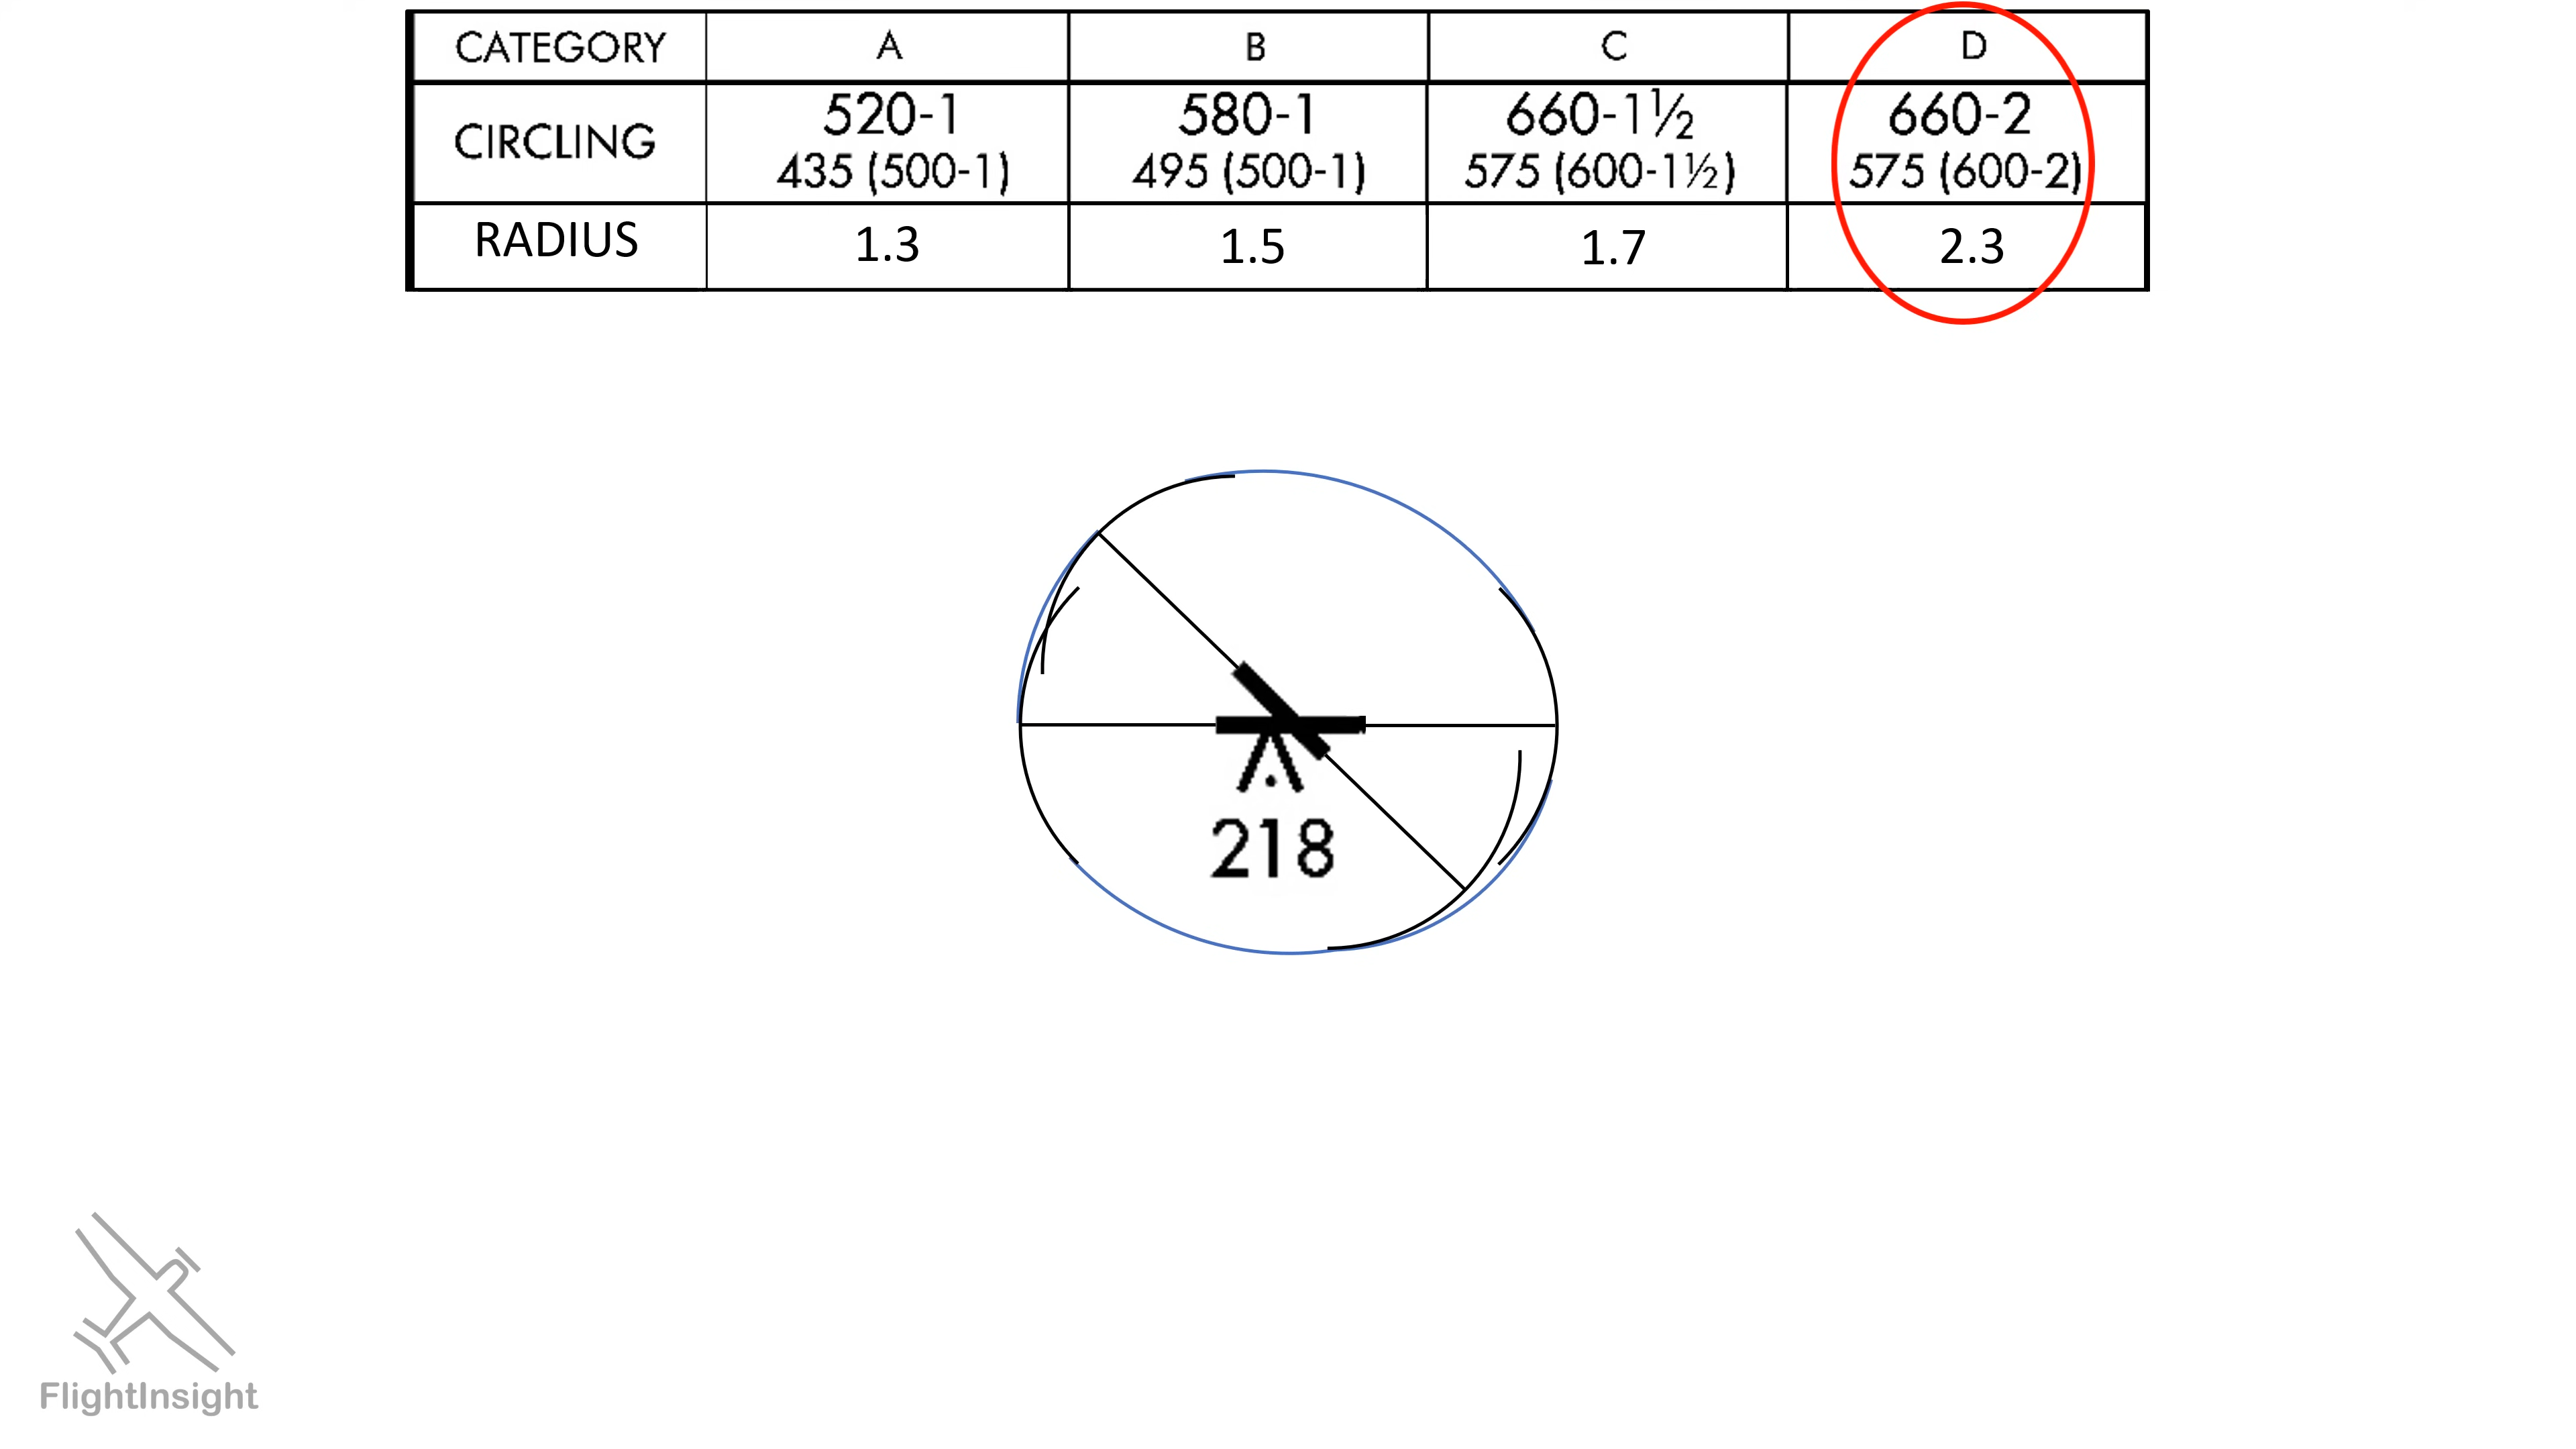 CATEGORY A B C D
CIRCLING 520-1 580-1 660-1½ 660-2
435 (500-1) 495 (500-1) 575 (600-1½) 575 (600-2)
RADIUS 1.3 1.5 1.7 2.3
218
FlightInsight